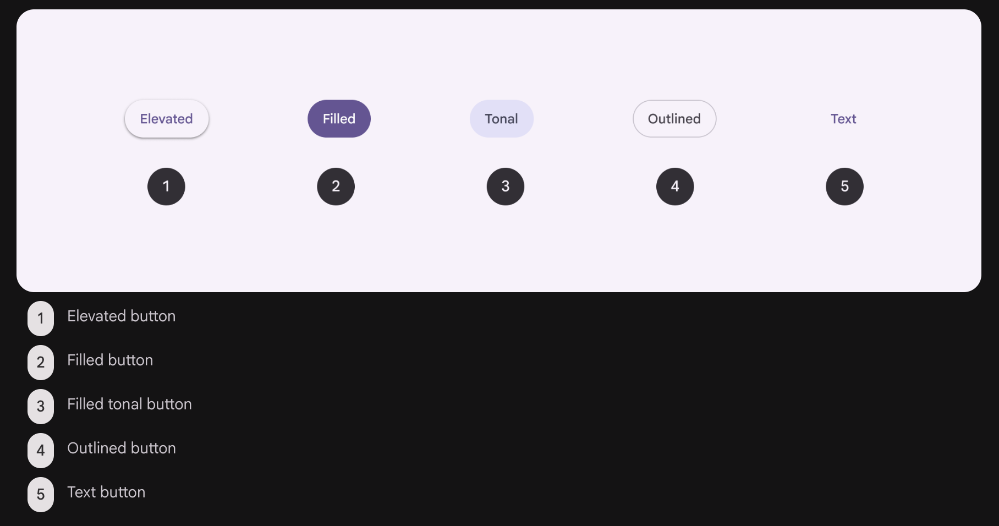 Elevated
Filled
Tonal
Outlined
Text
1
2
3
4
5
1 Elevated button
2 Filled button
3 Filled tonal button
4 Outlined button
5 Text button